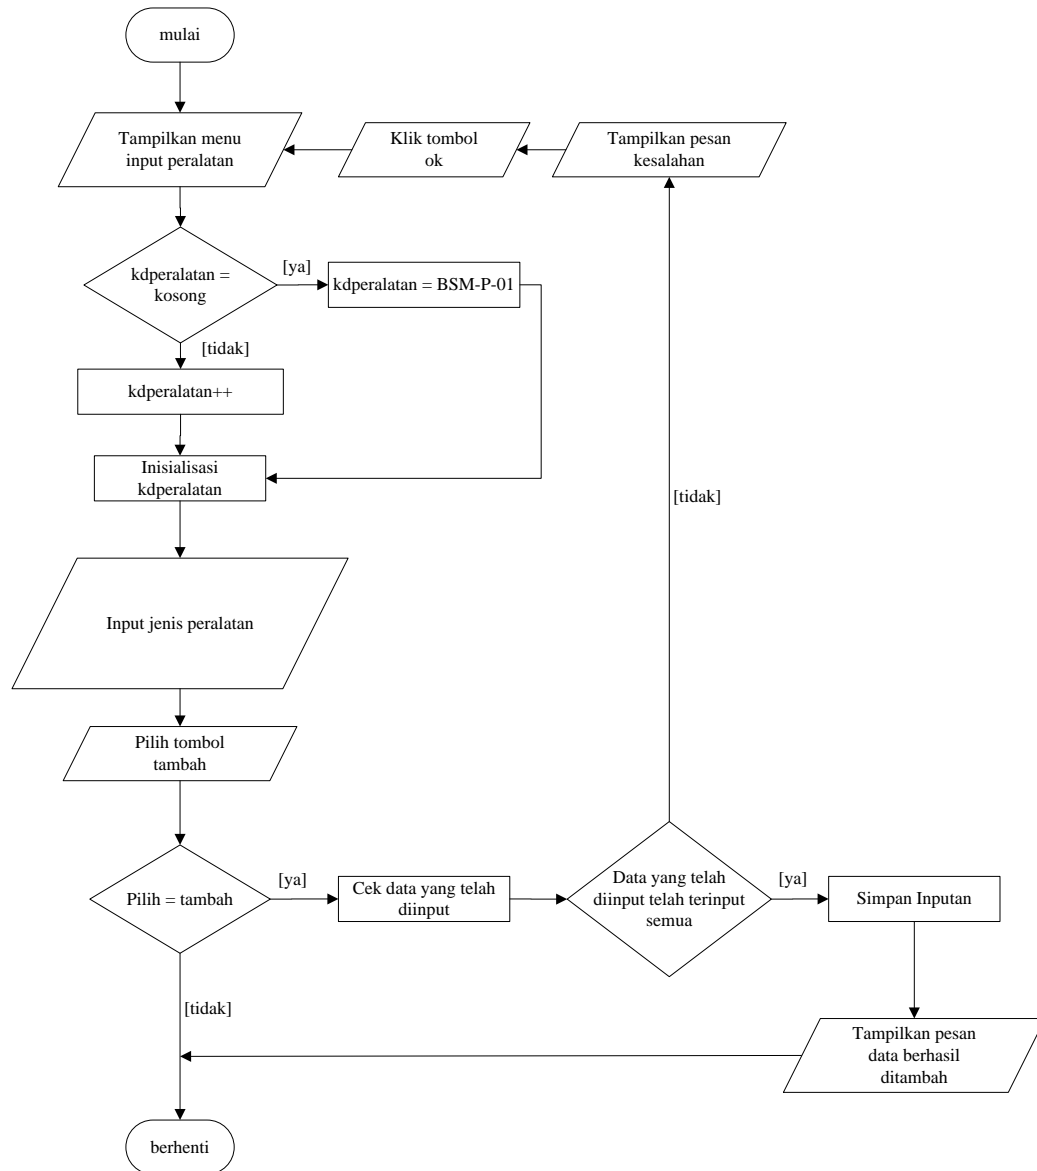 mulai
Tampilkan menu
input peralatan
Klik tombol
ok
Tampilkan pesan
kesalahan
kdperalatan =
kosong
[ya]
kdperalatan = BSM-P-01
[tidak]
kdperalatan++
Inisialisasi
kdperalatan
[tidak]
Input jenis peralatan
Pilih tombol
tambah
Pilih = tambah
[ya]
Cek data yang telah
diinput
Data yang telah
diinput telah terinput
semua
[ya]
Simpan Inputan
[tidak]
Tampilkan pesan
data berhasil
ditambah
berhenti